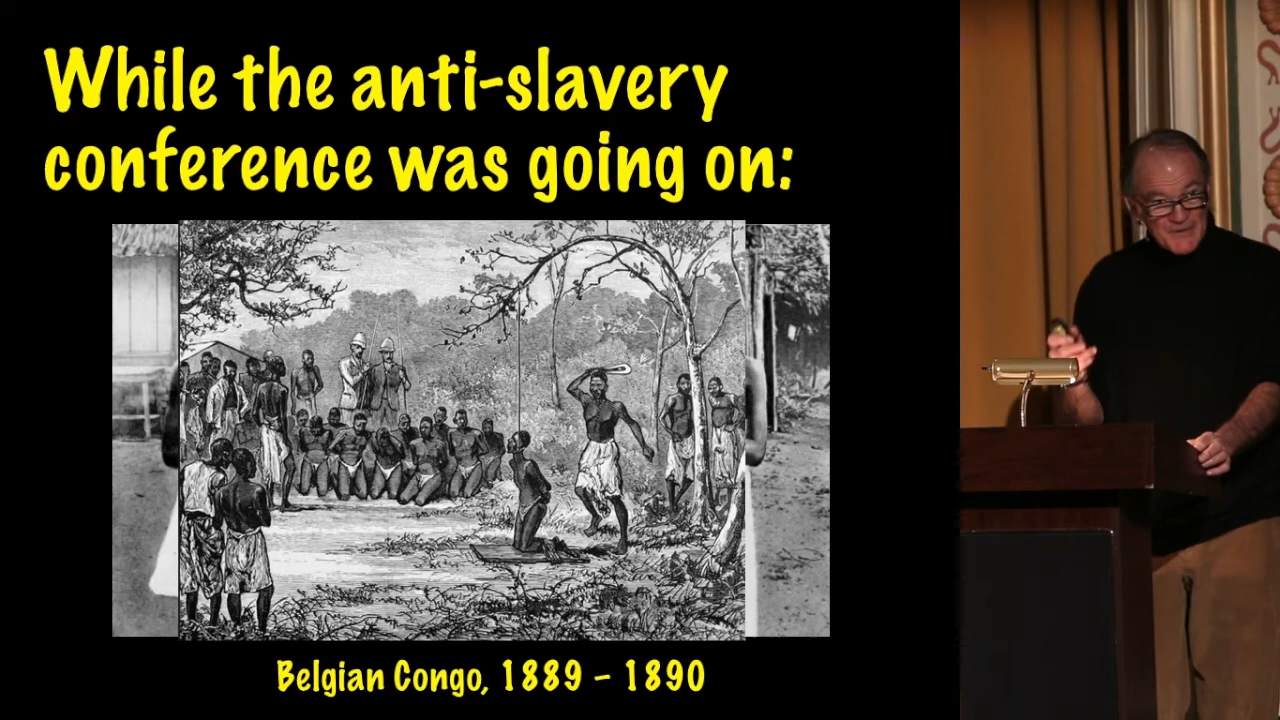 While the anti-slavery
conference was going on:
Belgian Congo, 1889 – 1890